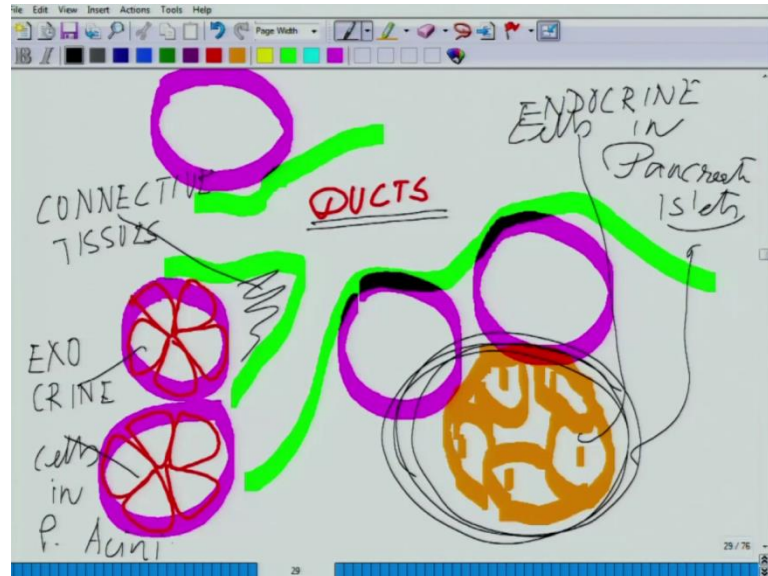 File Edit View Insert Actions Tools Help
Page Width
B I
ENDOCRINE
Cells in
Pancreatic
Islets
CONNECTIVE
TISSUES
DUCTS
EXO
CRINE
Cells
in
P. Acini
29 / 76
29